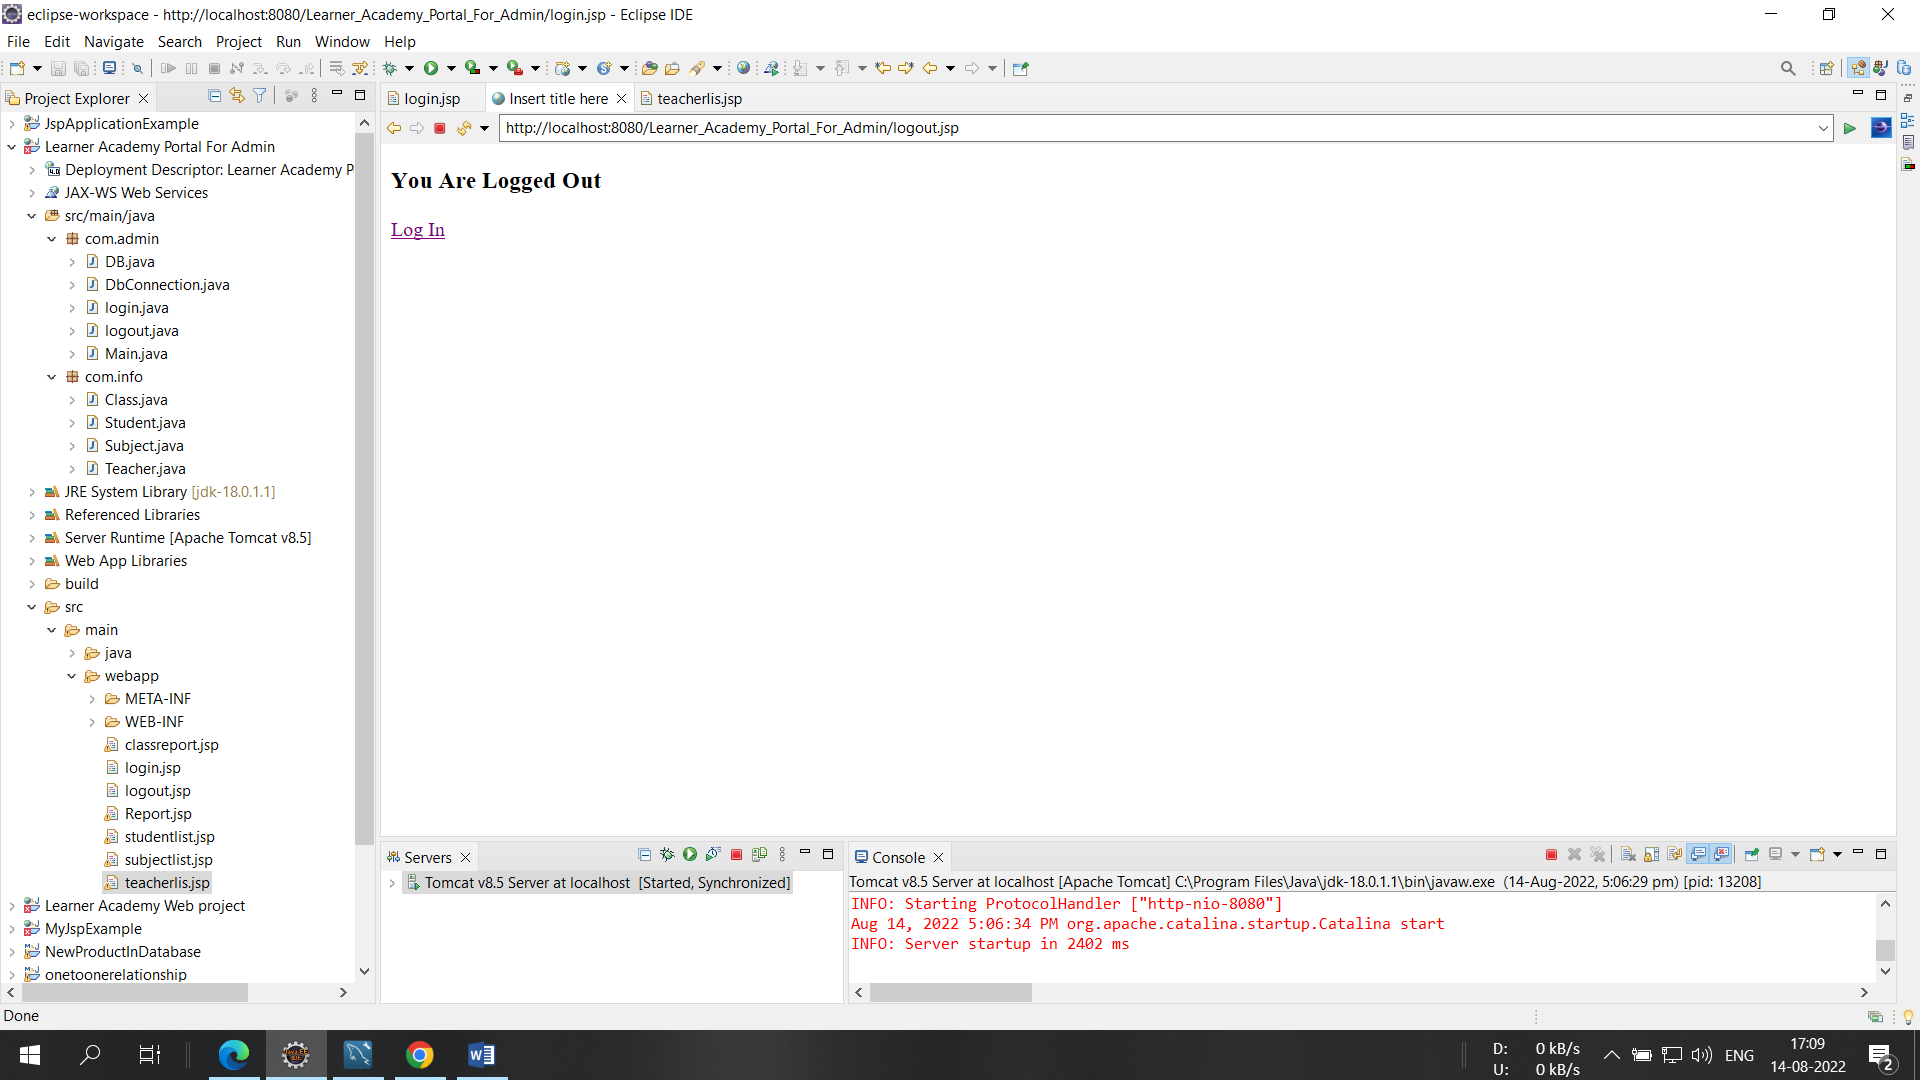 eclipse-workspace - http://localhost:8080/Learner_Academy_Portal_For_Admin/login.jsp - Eclipse IDE
File Edit Navigate Search Project Run Window Help
Project Explorer
login.jsp Insert title here teacherlis.jsp
http://localhost:8080/Learner_Academy_Portal_For_Admin/logout.jsp
You Are Logged Out
Log In
JspApplicationExample
Learner Academy Portal For Admin
Deployment Descriptor: Learner Academy P
JAX-WS Web Services
src/main/java
com.admin
DB.java
DbConnection.java
login.java
logout.java
Main.java
com.info
Class.java
Student.java
Subject.java
Teacher.java
JRE System Library [jdk-18.0.1.1]
Referenced Libraries
Server Runtime [Apache Tomcat v8.5]
Web App Libraries
build
src
main
java
webapp
META-INF
WEB-INF
classreport.jsp
login.jsp
logout.jsp
Report.jsp
studentlist.jsp
subjectlist.jsp
teacherlis.jsp
Learner Academy Web project
MyJspExample
NewProductInDatabase
onetoonerelationship
Servers
Tomcat v8.5 Server at localhost [Started, Synchronized]
Console
Tomcat v8.5 Server at localhost [Apache Tomcat] C:\Program Files\Java\jdk-18.0.1.1\bin\javaw.exe (14-Aug-2022, 5:06:29 pm) [pid: 13208]
INFO: Starting ProtocolHandler ["http-nio-8080"]
Aug 14, 2022 5:06:34 PM org.apache.catalina.startup.Catalina start
INFO: Server startup in 2402 ms
Done
D: 0 kB/s
U: 0 kB/s
ENG
17:09
14-08-2022
2